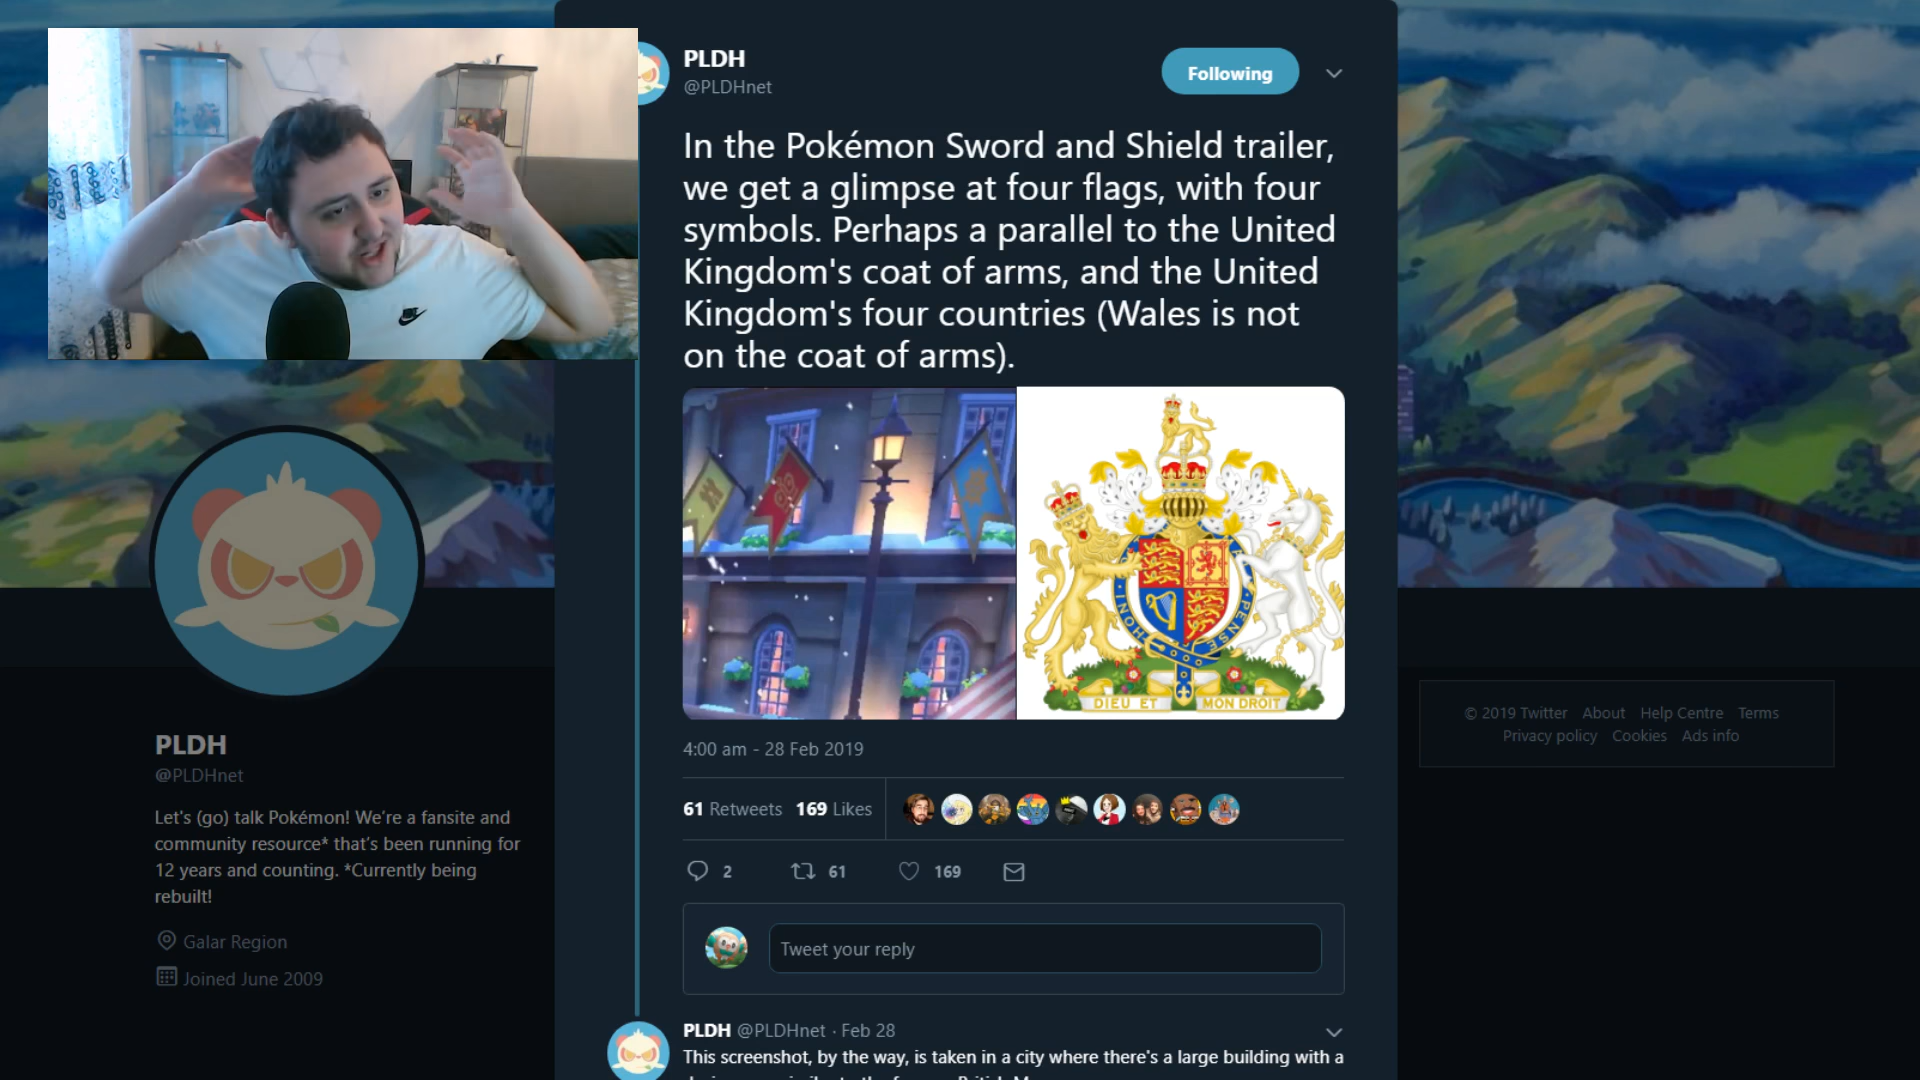 PLDH
@PLDHnet
Following
In the Pokémon Sword and Shield trailer,
we get a glimpse at four flags, with four
symbols. Perhaps a parallel to the United
Kingdom's coat of arms, and the United
Kingdom's four countries (Wales is not
on the coat of arms).
DIEU ET MON DROIT
4:00 am - 28 Feb 2019
61 Retweets 169 Likes
2 61 169
Tweet your reply
PLDH @PLDHnet · Feb 28
This screenshot, by the way, is taken in a city where there's a large building with a
PLDH
@PLDHnet
Let's (go) talk Pokémon! We're a fansite and
community resource* that's been running for
12 years and counting. *Currently being
rebuilt!
Galar Region
Joined June 2009
© 2019 Twitter About Help Centre Terms
Privacy policy Cookies Ads info